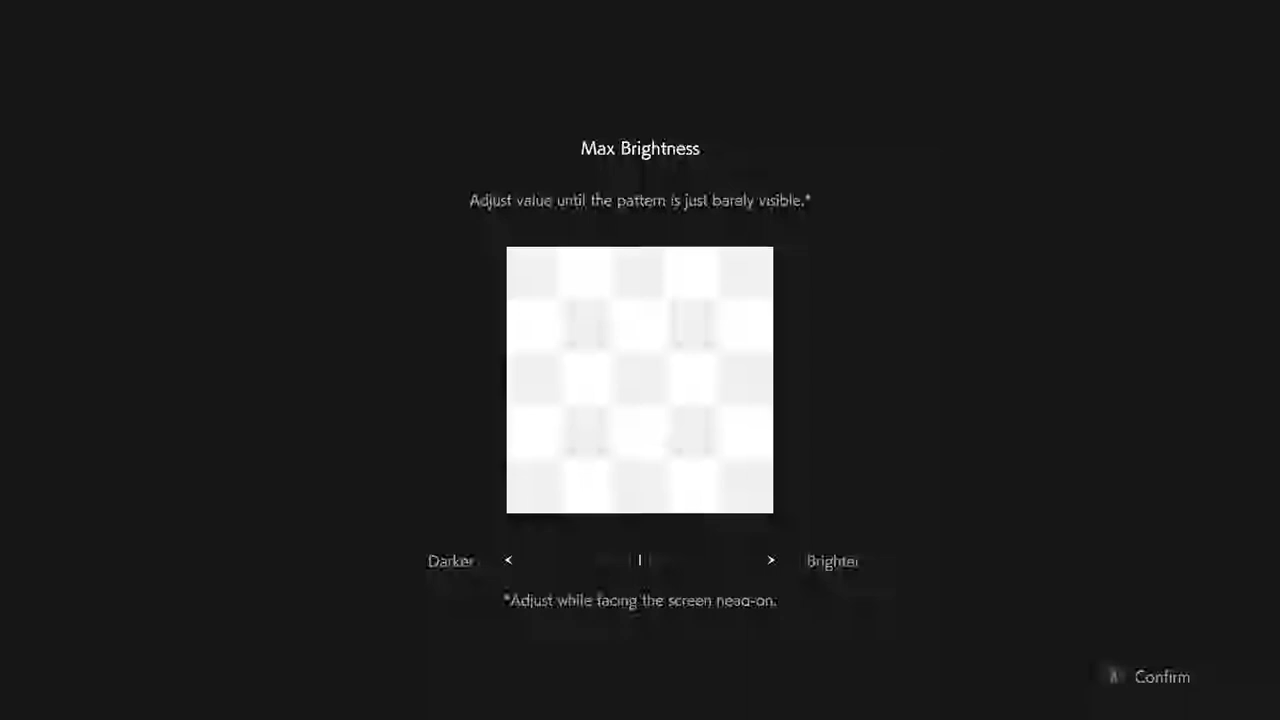 Max Brightness
Adjust value until the pattern is just barely visible.*
Darker < > Brighter
*Adjust while facing the screen head-on.
Confirm